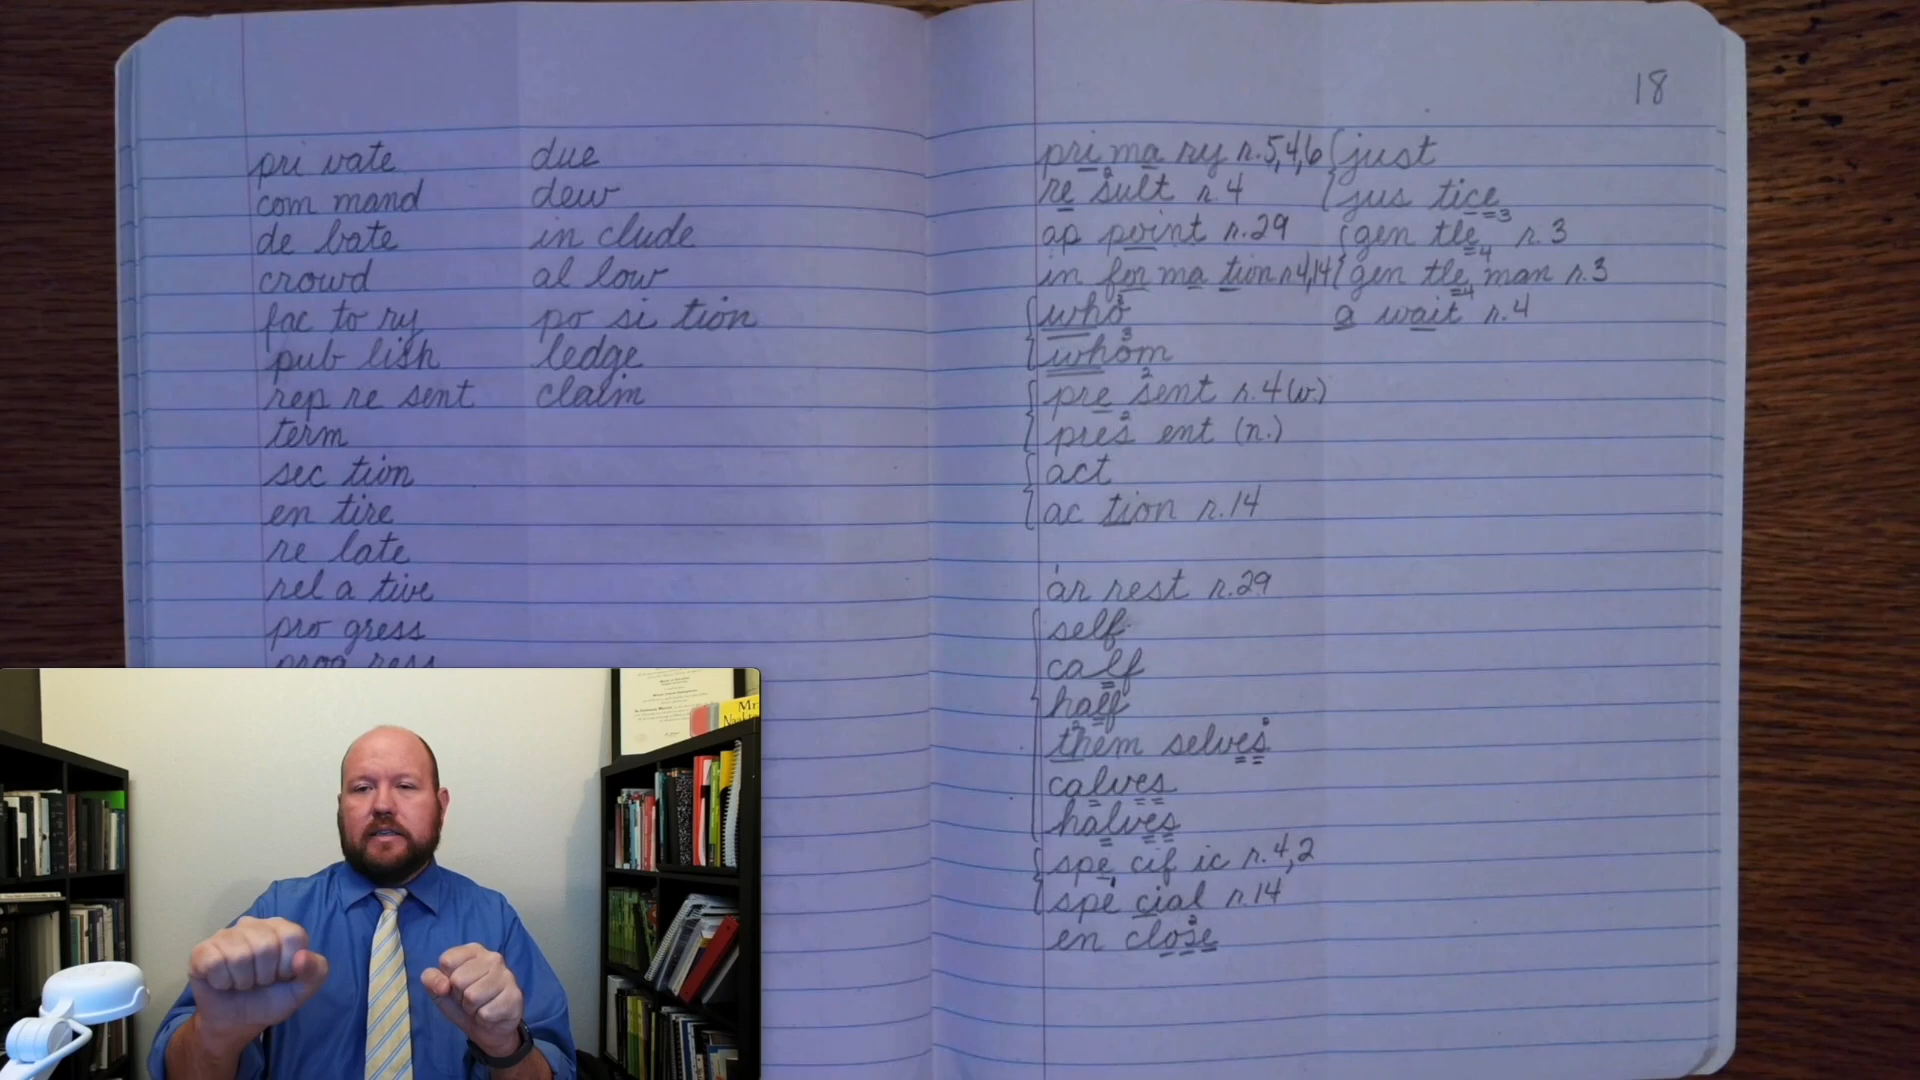 18
pri vate
com mand
de bate
crowd
fac to ry
pub lish
rep re sent
term
sec tion
en tire
re late
rel a tive
pro gress
prog ress
due
dew
in clude
al low
po si tion
ledge
claim
pri ma ry r.5,4,6
re sult r.4
ap point r.29
in for ma tion r.4,14
who
whom
pre sent r.4 (v.)
pres ent (n.)
act
ac tion r.14
ar rest r.29
self
calf
half
them selves
calves
halves
spe cif ic r.4,2
spe cial r.14
en close
just
jus tice
gen tle r.3
gen tle man r.3
a wait r.4